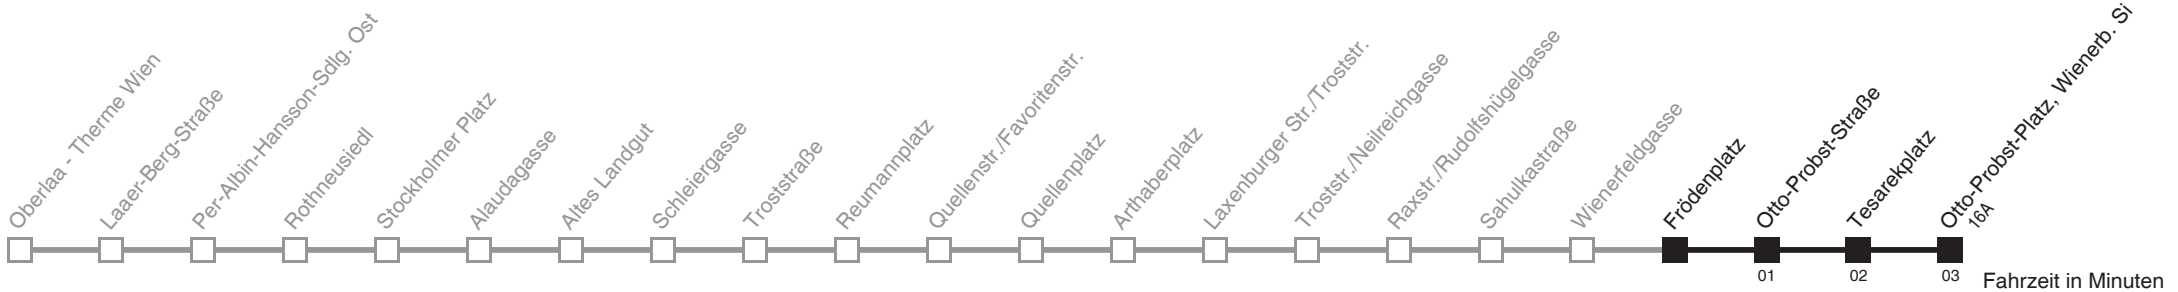 Oberlaa - Therme Wien
Laaer-Berg-Straße
Per-Albin-Hansson-Sdlg. Ost
Rothneusiedl
Stockholmer Platz
Alaudagasse
Altes Landgut
Schleiergasse
Troststraße
Reumannplatz
Quellenstr./Favoritenstr.
Quellenplatz
Arthaberplatz
Laxenburger Str./Troststr.
Troststr./Neilreichgasse
Raxstr./Rudolfshügelgasse
Sahulkastraße
Wienerfeldgasse
Frödenplatz
Otto-Probst-Straße
Tesarekplatz
Otto-Probst-Platz, Wienerb. Si
16A
01 02 03 Fahrzeit in Minuten